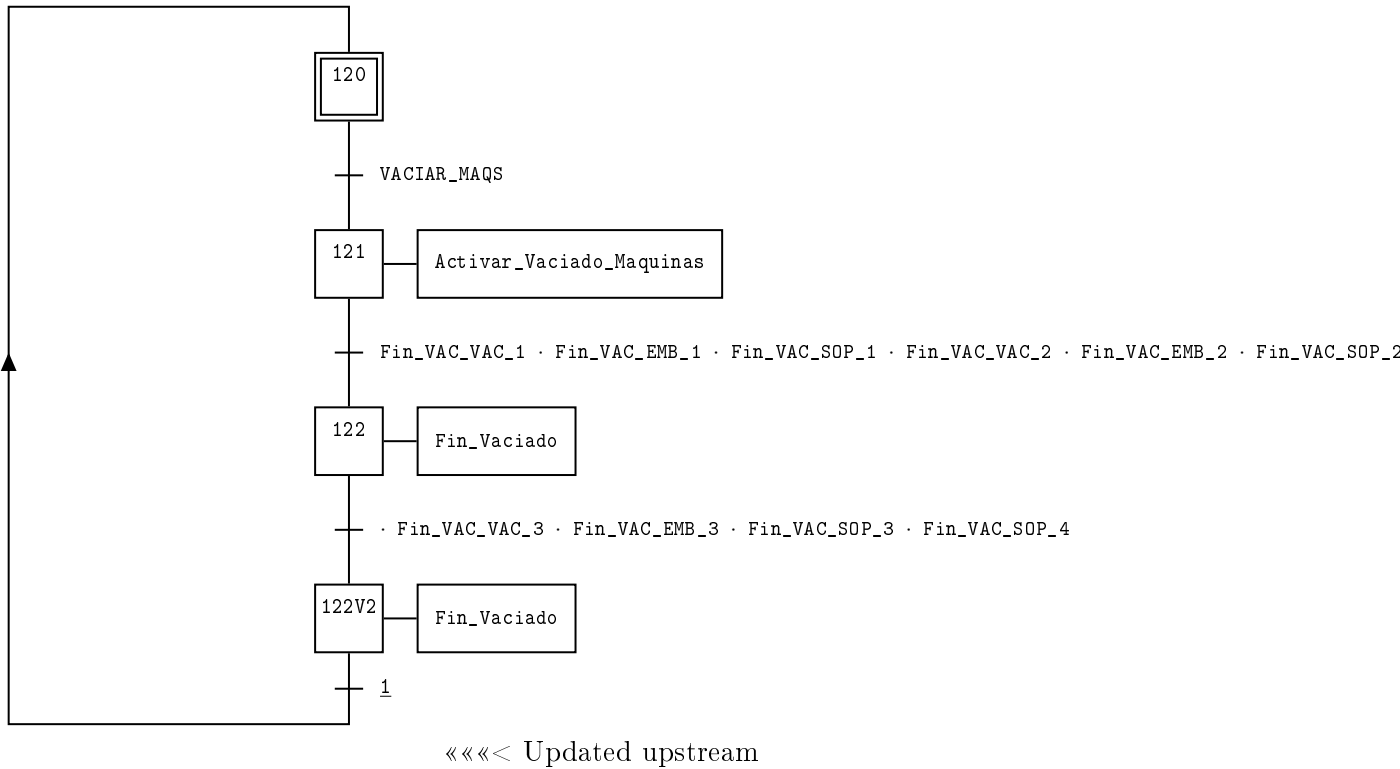 120
VACIAR_MAQS
121
Activar_Vaciado_Maquinas
Fin_VAC_VAC_1 · Fin_VAC_EMB_1 · Fin_VAC_SOP_1 · Fin_VAC_VAC_2 · Fin_VAC_EMB_2 · Fin_VAC_SOP_2
122
Fin_Vaciado
· Fin_VAC_VAC_3 · Fin_VAC_EMB_3 · Fin_VAC_SOP_3 · Fin_VAC_SOP_4
122V2
Fin_Vaciado
1
«««< Updated upstream